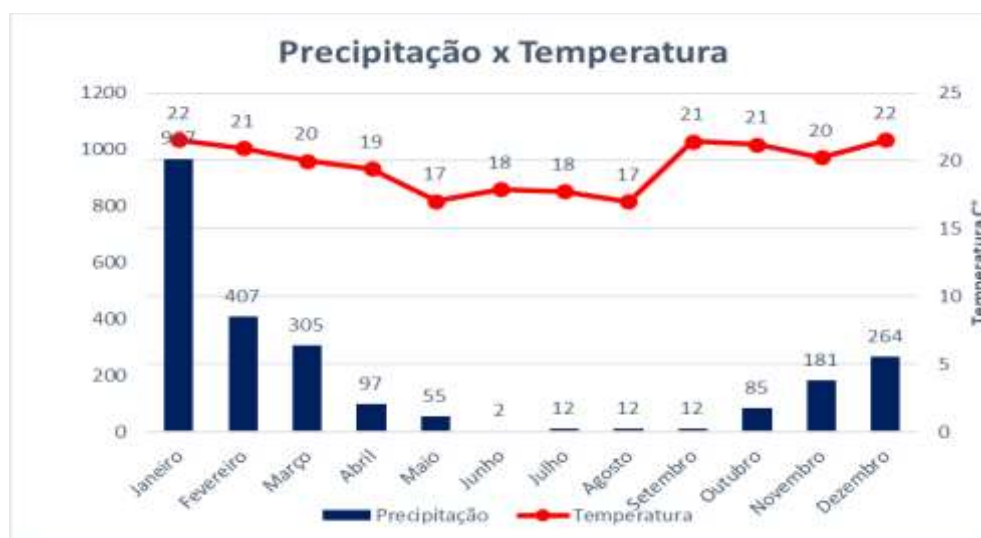 Precipitação x Temperatura
1200
1000
800
600
400
200
0
25
20
15
10
5
0
22
21
20
19
17
18
18
17
21
21
20
22
407
305
97
55
2
12
12
12
85
181
264
Temperatura C°
Janeiro
Fevereiro
Março
Abril
Maio
Junho
Julho
Agosto
Setembro
Outubro
Novembro
Dezembro
Precipitação
Temperatura